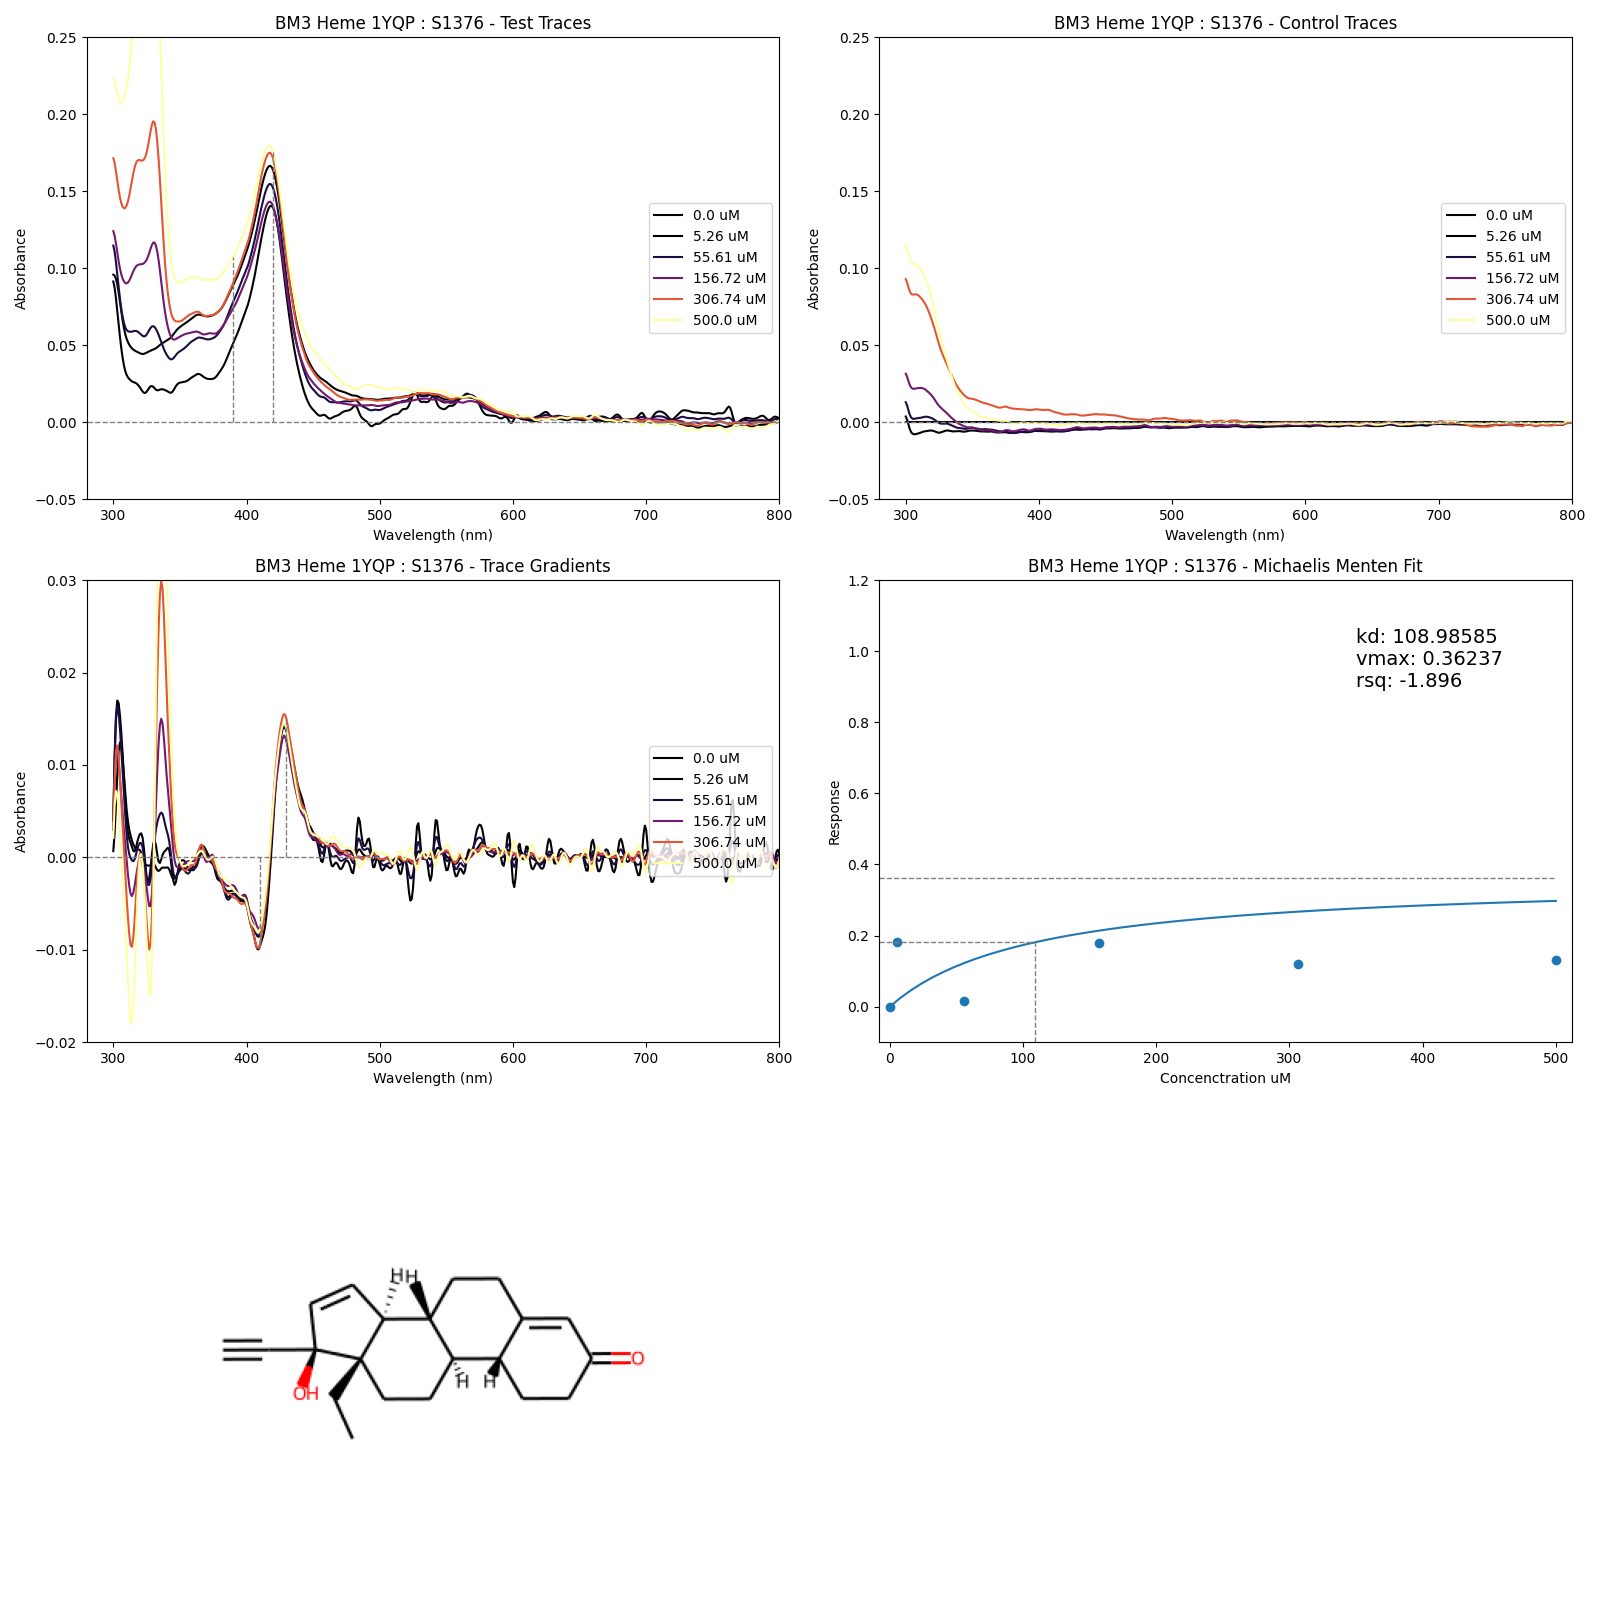 BM3 Heme 1YQP : S1376 - Test Traces
0.25
0.20
0.15
0.10
0.05
0.00
−0.05
Absorbance
300 400 500 600 700 800
Wavelength (nm)
0.0 uM
5.26 uM
55.61 uM
156.72 uM
306.74 uM
500.0 uM
BM3 Heme 1YQP : S1376 - Control Traces
0.25
0.20
0.15
0.10
0.05
0.00
−0.05
Absorbance
300 400 500 600 700 800
Wavelength (nm)
0.0 uM
5.26 uM
55.61 uM
156.72 uM
306.74 uM
500.0 uM
BM3 Heme 1YQP : S1376 - Trace Gradients
0.03
0.02
0.01
0.00
−0.01
−0.02
Absorbance
300 400 500 600 700 800
Wavelength (nm)
0.0 uM
5.26 uM
55.61 uM
156.72 uM
306.74 uM
500.0 uM
BM3 Heme 1YQP : S1376 - Michaelis Menten Fit
1.2
1.0
0.8
0.6
0.4
0.2
0.0
Response
0 100 200 300 400 500
Concenctration uM
kd: 108.98585
vmax: 0.36237
rsq: -1.896
H H
O
H H
OH